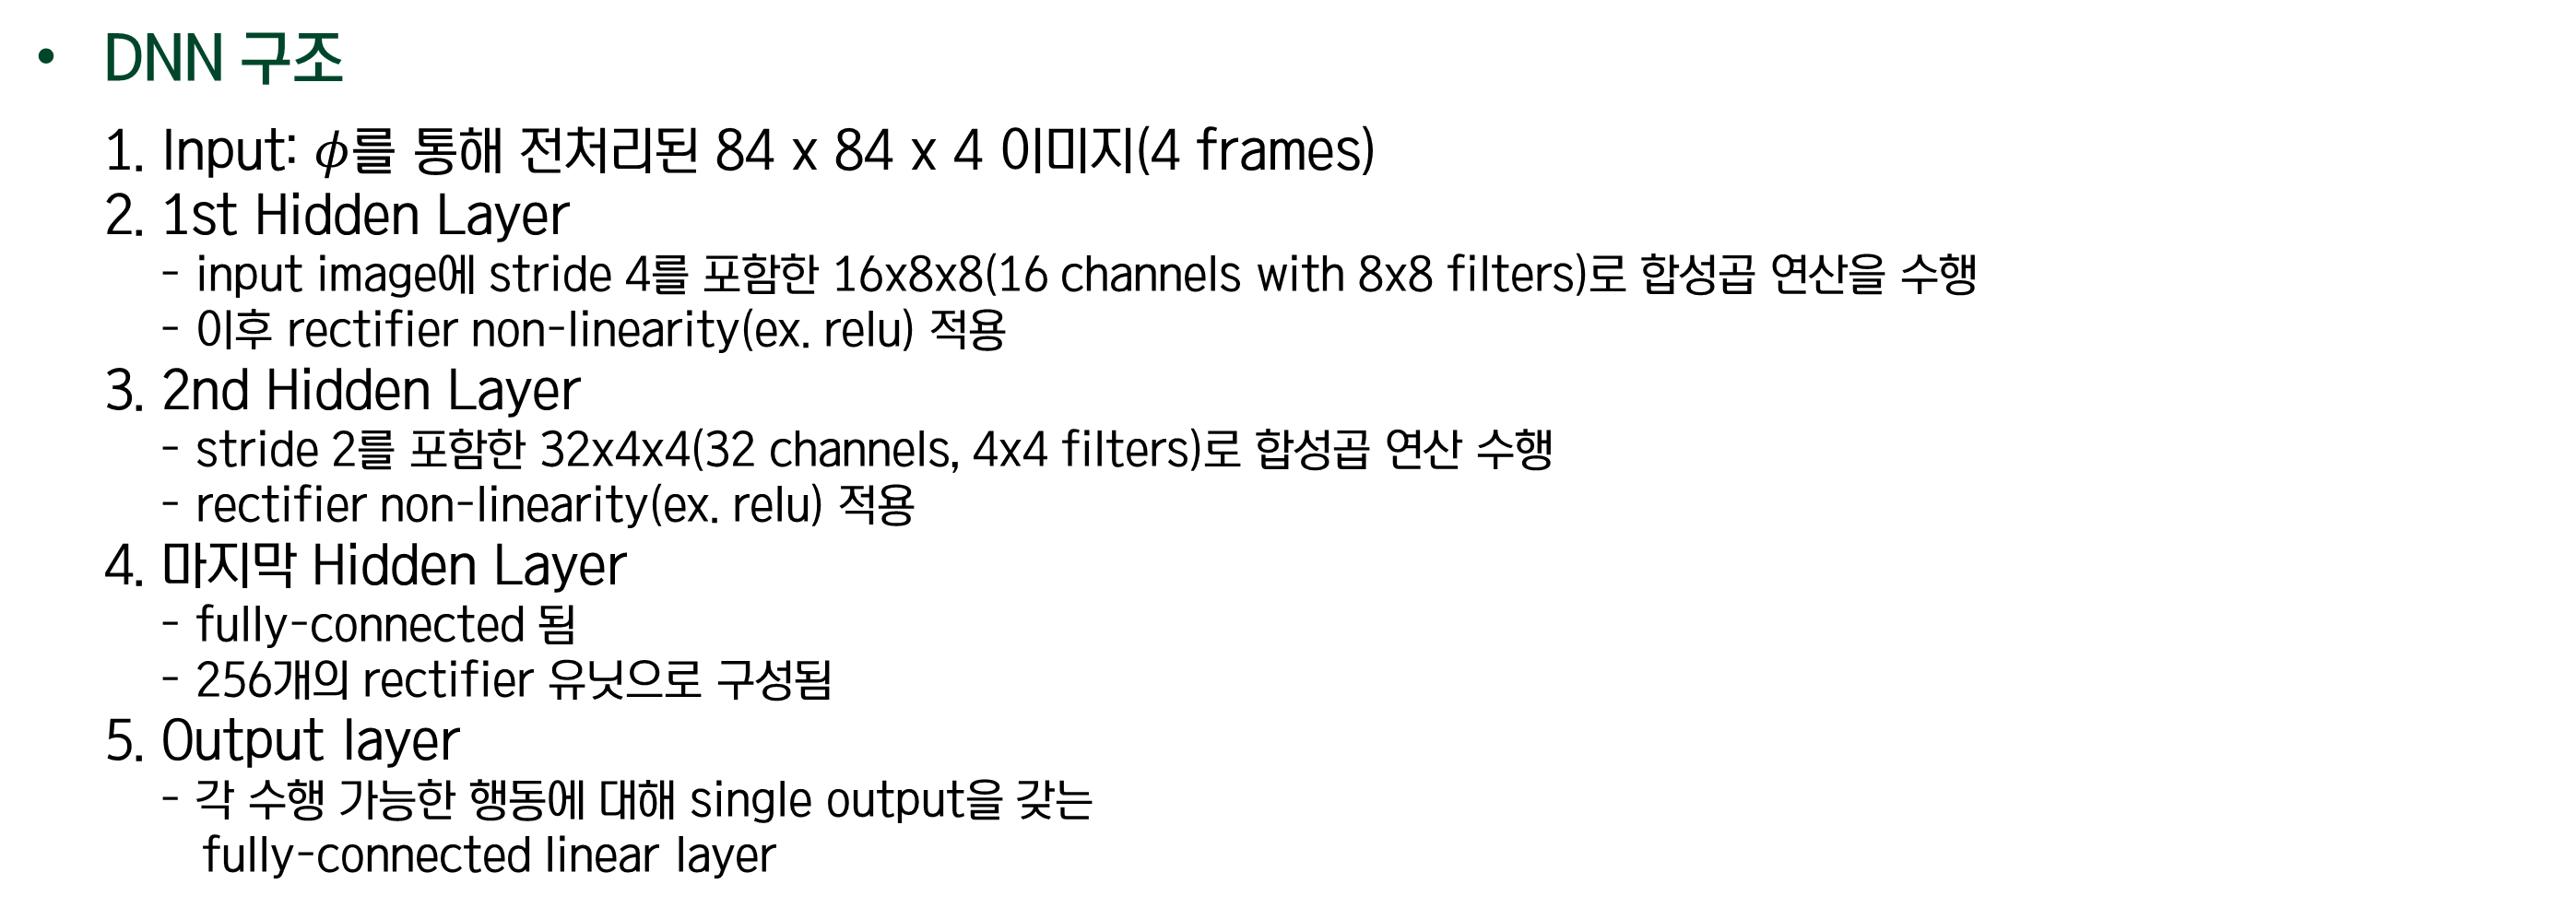 • DNN 구조
1. Input: ϕ를 통해 전처리된 84 x 84 x 4 이미지(4 frames)
2. 1st Hidden Layer
- input image에 stride 4를 포함한 16x8x8(16 channels with 8x8 filters)로 합성곱 연산을 수행
- 이후 rectifier non-linearity(ex. relu) 적용
3. 2nd Hidden Layer
- stride 2를 포함한 32x4x4(32 channels, 4x4 filters)로 합성곱 연산 수행
- rectifier non-linearity(ex. relu) 적용
4. 마지막 Hidden Layer
- fully-connected 됨
- 256개의 rectifier 유닛으로 구성됨
5. Output layer
- 각 수행 가능한 행동에 대해 single output을 갖는
fully-connected linear layer